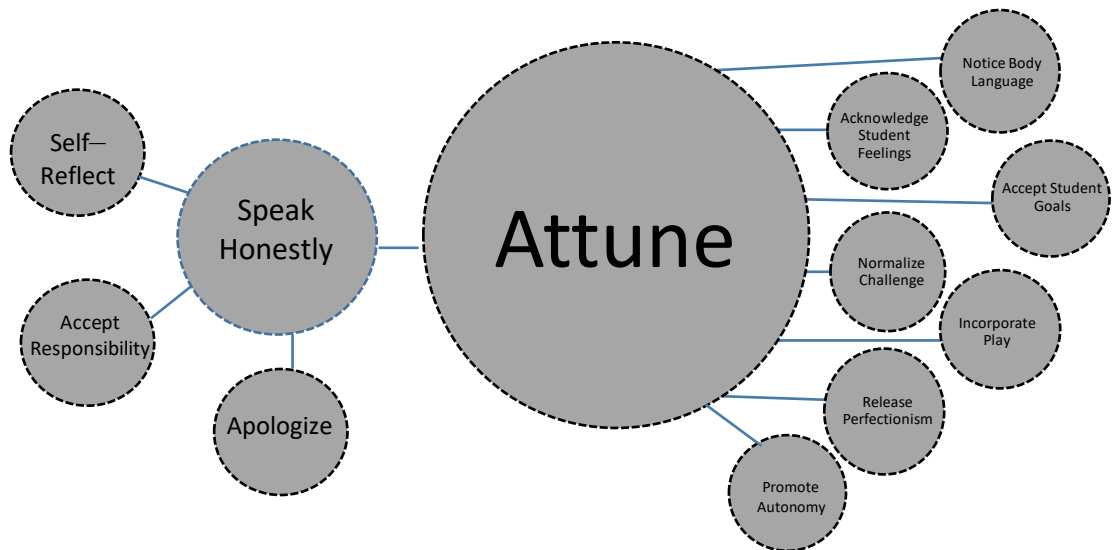 Self—
Reflect
Speak
Honestly
Accept
Responsibility
Apologize
Attune
Notice Body
Language
Acknowledge
Student
Feelings
Accept Student
Goals
Normalize
Challenge
Incorporate
Play
Release
Perfectionism
Promote
Autonomy